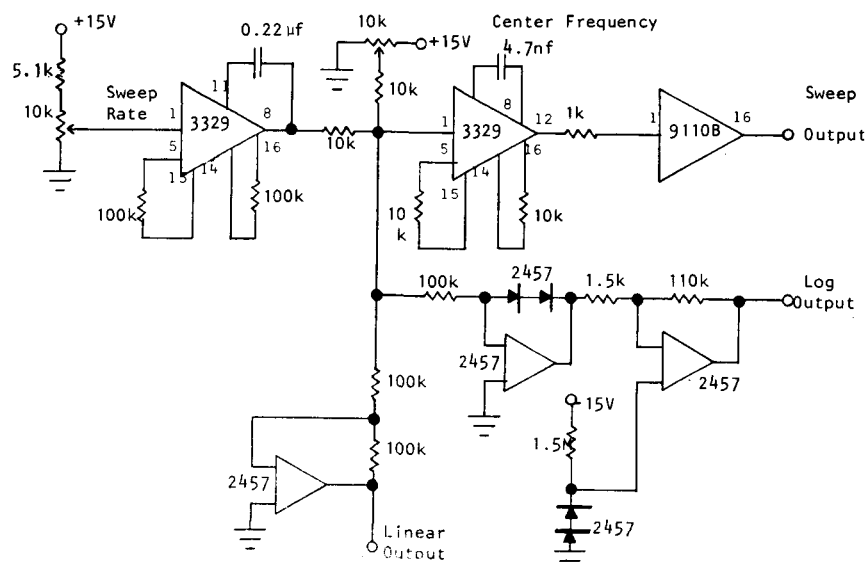 +15V
5.1k
10k
Sweep
Rate
0.22µf
11
1
3329
8
5
16
15
14
100k
100k
10k
+15V
10k
10k
Center Frequency
4.7nf
8
1
3329
12
5
16
15
14
10
k
10k
1k
1
9110B
16
Sweep
Output
100k
2457
1.5k
110k
Log
Output
2457
2457
-15V
1.5M
2457
100k
100k
2457
Linear
Output